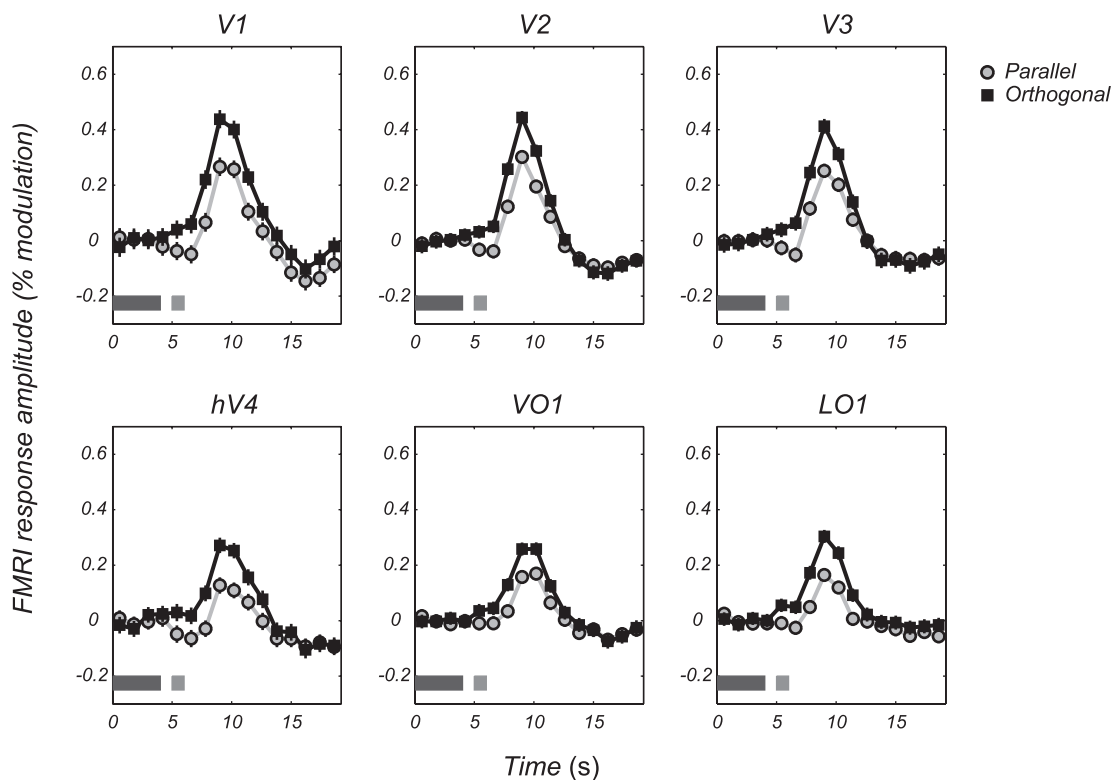 V1 V2 V3
Parallel
Orthogonal
FMRI response amplitude (% modulation)
0.6 0.6 0.6
0.4 0.4 0.4
0.2 0.2 0.2
0 0 0
-0.2 -0.2 -0.2
0 5 10 15 0 5 10 15 0 5 10 15
hV4 VO1 LO1
0.6 0.6 0.6
0.4 0.4 0.4
0.2 0.2 0.2
0 0 0
-0.2 -0.2 -0.2
0 5 10 15 0 5 10 15 0 5 10 15
Time (s)